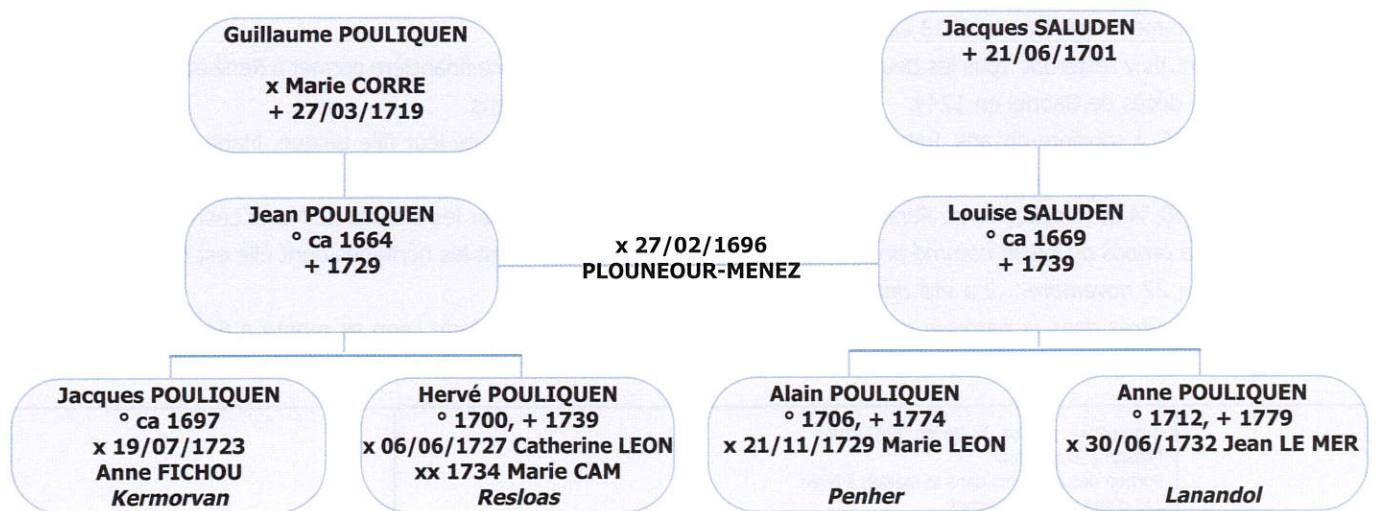 Guillaume POULIQUEN
x Marie CORRE
+ 27/03/1719
Jacques SALUDEN
+ 21/06/1701
Jean POULIQUEN
° ca 1664
+ 1729
x 27/02/1696
PLOUNEOUR-MENEZ
Louise SALUDEN
° ca 1669
+ 1739
Jacques POULIQUEN
° ca 1697
x 19/07/1723
Anne FICHOU
Kermorvan
Hervé POULIQUEN
° 1700, + 1739
x 06/06/1727 Catherine LEON
xx 1734 Marie CAM
Resloas
Alain POULIQUEN
° 1706, + 1774
x 21/11/1729 Marie LEON
Penher
Anne POULIQUEN
° 1712, + 1779
x 30/06/1732 Jean LE MER
Lanandol